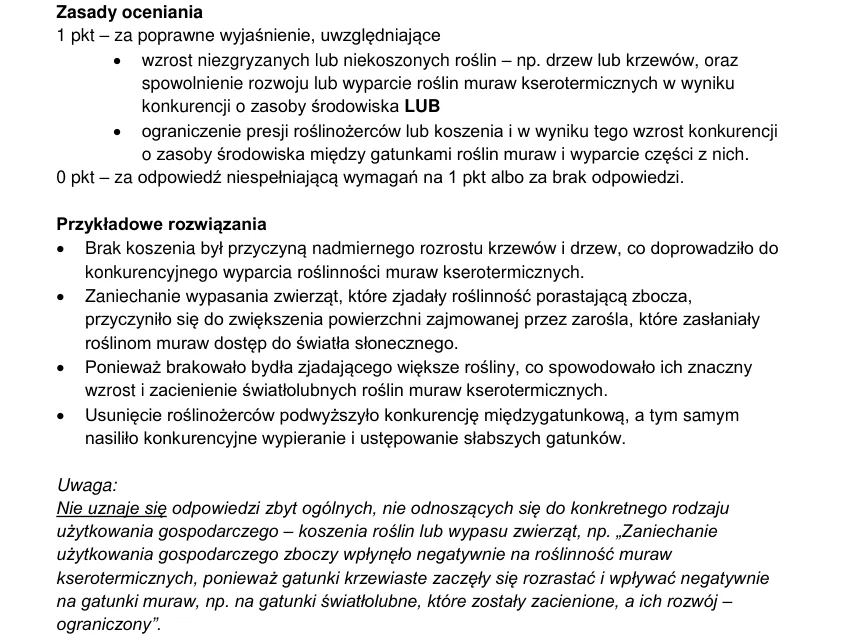 Zasady oceniania
1 pkt – za poprawne wyjaśnienie, uwzględniające
• wzrost niezgryzanych lub niekoszonych roślin – np. drzew lub krzewów, oraz
spowolnienie rozwoju lub wyparcie roślin muraw kserotermicznych w wyniku
konkurencji o zasoby środowiska LUB
• ograniczenie presji roślinożerców lub koszenia i w wyniku tego wzrost konkurencji
o zasoby środowiska między gatunkami roślin muraw i wyparcie części z nich.
0 pkt – za odpowiedź niespełniającą wymagań na 1 pkt albo za brak odpowiedzi.
Przykładowe rozwiązania
• Brak koszenia był przyczyną nadmiernego rozrostu krzewów i drzew, co doprowadziło do
konkurencyjnego wyparcia roślinności muraw kserotermicznych.
• Zaniechanie wypasania zwierząt, które zjadały roślinność porastającą zbocza,
przyczyniło się do zwiększenia powierzchni zajmowanej przez zarośla, które zasłaniały
roślinom muraw dostęp do światła słonecznego.
• Ponieważ brakowało bydła zjadającego większe rośliny, co spowodowało ich znaczny
wzrost i zacienienie światłolubnych roślin muraw kserotermicznych.
• Usunięcie roślinożerców podwyższyło konkurencję międzygatunkową, a tym samym
nasiliło konkurencyjne wypieranie i ustępowanie słabszych gatunków.
Uwaga:
Nie uznaje się odpowiedzi zbyt ogólnych, nie odnoszących się do konkretnego rodzaju
użytkowania gospodarczego – koszenia roślin lub wypasu zwierząt, np. „Zaniechanie
użytkowania gospodarczego zboczy wpłynęło negatywnie na roślinność muraw
kserotermicznych, ponieważ gatunki krzewiaste zaczęły się rozrastać i wpływać negatywnie
na gatunki muraw, np. na gatunki światłolubne, które zostały zacienione, a ich rozwój –
ograniczony”.